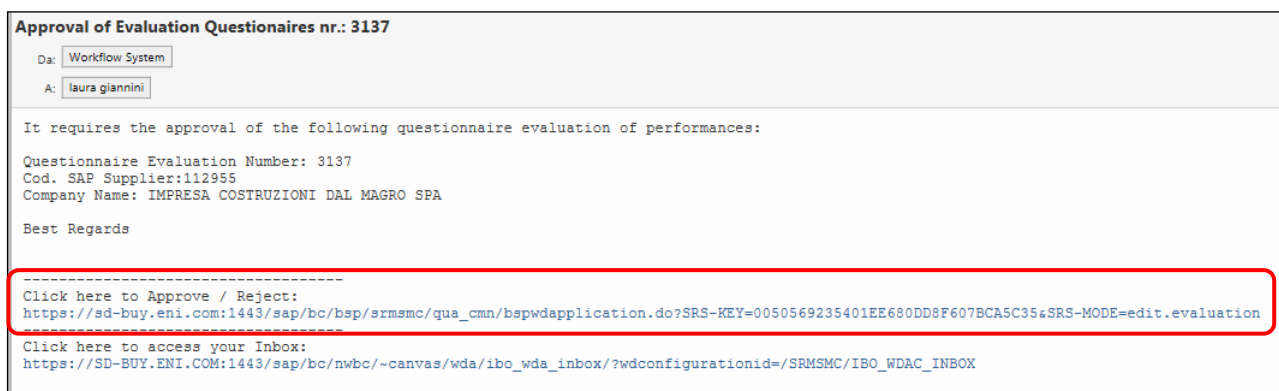 Approval of Evaluation Questionaires nr.: 3137
Da: Workflow System
A: laura giannini
It requires the approval of the following questionnaire evaluation of performances:
Questionnaire Evaluation Number: 3137
Cod. SAP Supplier:112955
Company Name: IMPRESA COSTRUZIONI DAL MAGRO SPA
Best Regards
------------------------------------
Click here to Approve / Reject:
https://sd-buy.eni.com:1443/sap/bc/bsp/srmsmc/qua_cmn/bspwdapplication.do?SRS-KEY=0050569235401EE680DD8F607BCA5C35&SRS-MODE=edit.evaluation
------------------------------------
Click here to access your Inbox:
https://SD-BUY.ENI.COM:1443/sap/bc/nwbc/~canvas/wda/ibo_wda_inbox/?wdconfigurationid=/SRMSMC/IBO_WDAC_INBOX